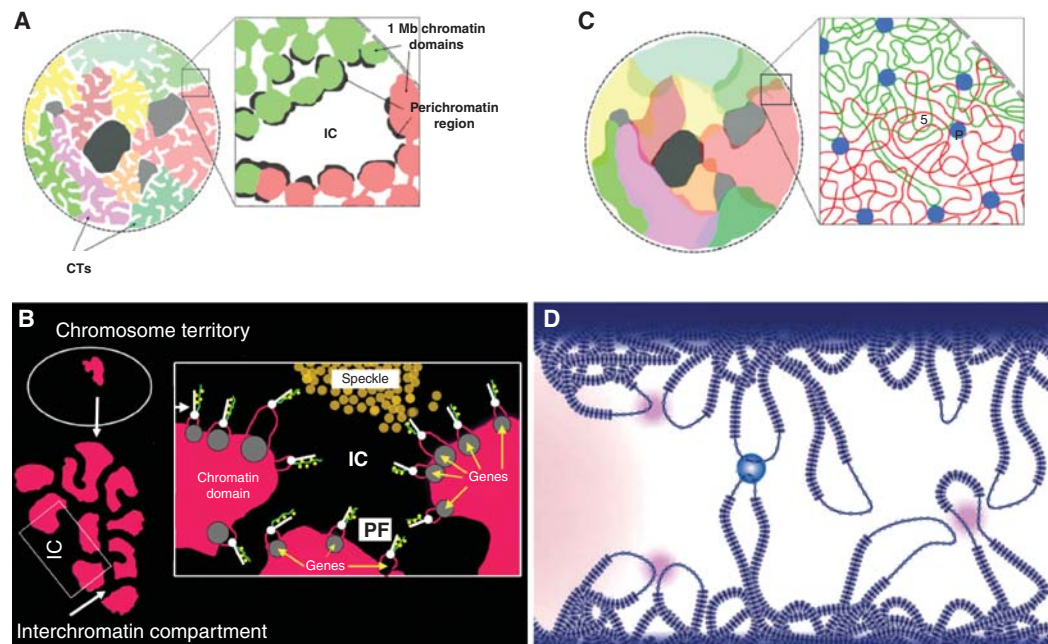 A
1 Mb chromatin
domains
Perichromatin
region
IC
CTs
C
5
P
B
Chromosome territory
IC
Interchromatin compartment
Speckle
IC
Genes
Chromatin
domain
PF
Genes
D